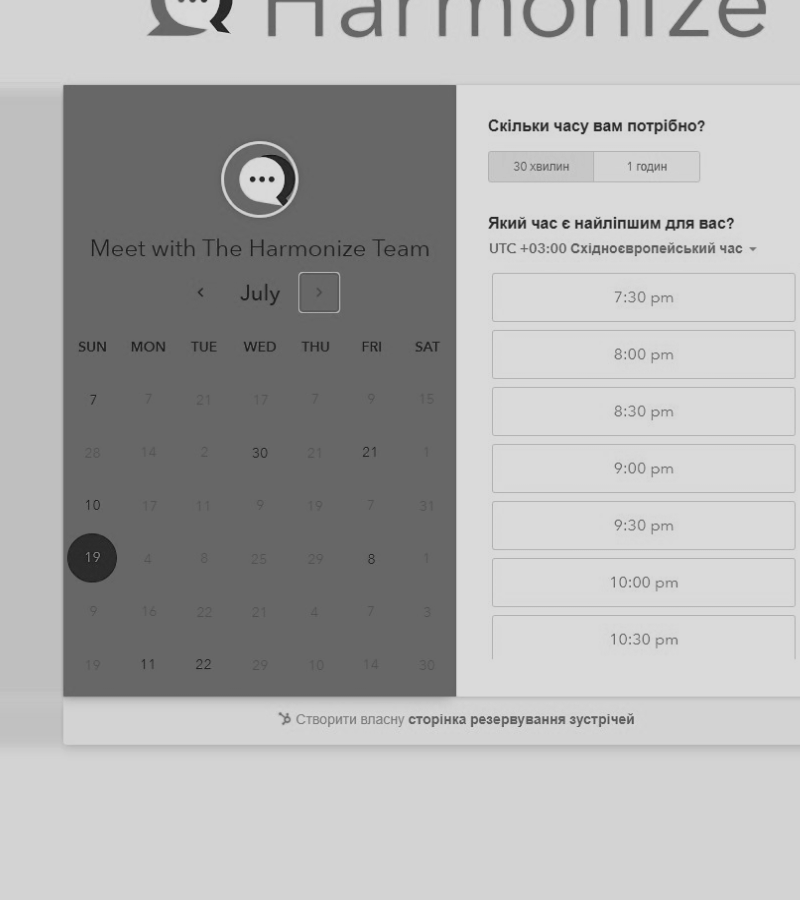 Harmonize
Meet with The Harmonize Team
July
SUN MON TUE WED THU FRI SAT
7 7 21 17 7 9 15
28 14 2 30 21 21 1
10 17 11 9 19 7 31
19 4 8 25 29 8 1
9 16 22 21 4 7 3
19 11 22 29 10 14 30
Скільки часу вам потрібно?
30 хвилин 1 годин
Який час є найліпшим для вас?
UTC +03:00 Східноєвропейський час
7:30 pm
8:00 pm
8:30 pm
9:00 pm
9:30 pm
10:00 pm
10:30 pm
Створити власну сторінка резервування зустрічей